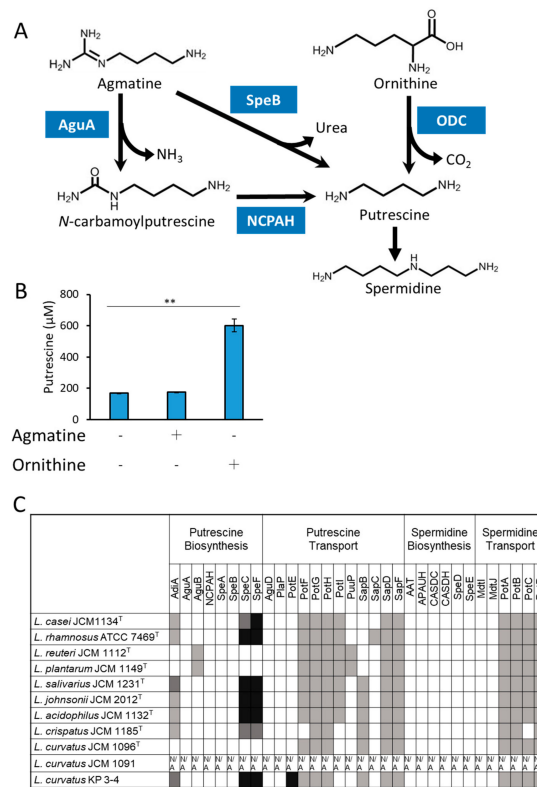 A
NH₂
H₂N
N
NH₂
Agmatine
O
H₂N
OH
NH₂
Ornithine
SpeB
AguA
Urea
ODC
NH₃
CO₂
O
H₂N
N
H
NH₂
N-carbamoylputrescine
NCPAH
H₂N
NH₂
Putrescine
H₂N
H
N
NH₂
Spermidine
B
Putrescine (µM)
800
600
400
200
0
**
Agmatine - + -
Ornithine - - +
C
Putrescine Biosynthesis
Putrescine Transport
Spermidine Biosynthesis
Spermidine Transport
AdiA AguA AguB NCPAH SpeA SpeB SpeC SpeF AguD PlaP PotE PotF PotG PotH PotI PuuP SapB SapC SapD SapF AAT APAUH CASDC CASDH SpeD SpeE MdtI MdtJ PotA PotB PotC
L. casei JCM1134ᵀ
L. rhamnosus ATCC 7469ᵀ
L. reuteri JCM 1112ᵀ
L. plantarum JCM 1149ᵀ
L. salivarius JCM 1231ᵀ
L. johnsonii JCM 2012ᵀ
L. acidophilus JCM 1132ᵀ
L. crispatus JCM 1185ᵀ
L. curvatus JCM 1096ᵀ
L. curvatus JCM 1091 N/A N/A N/A N/A N/A N/A N/A N/A N/A N/A N/A N/A N/A N/A N/A N/A N/A N/A N/A N/A N/A N/A N/A N/A N/A N/A N/A N/A N/A N/A N/A
L. curvatus KP 3-4